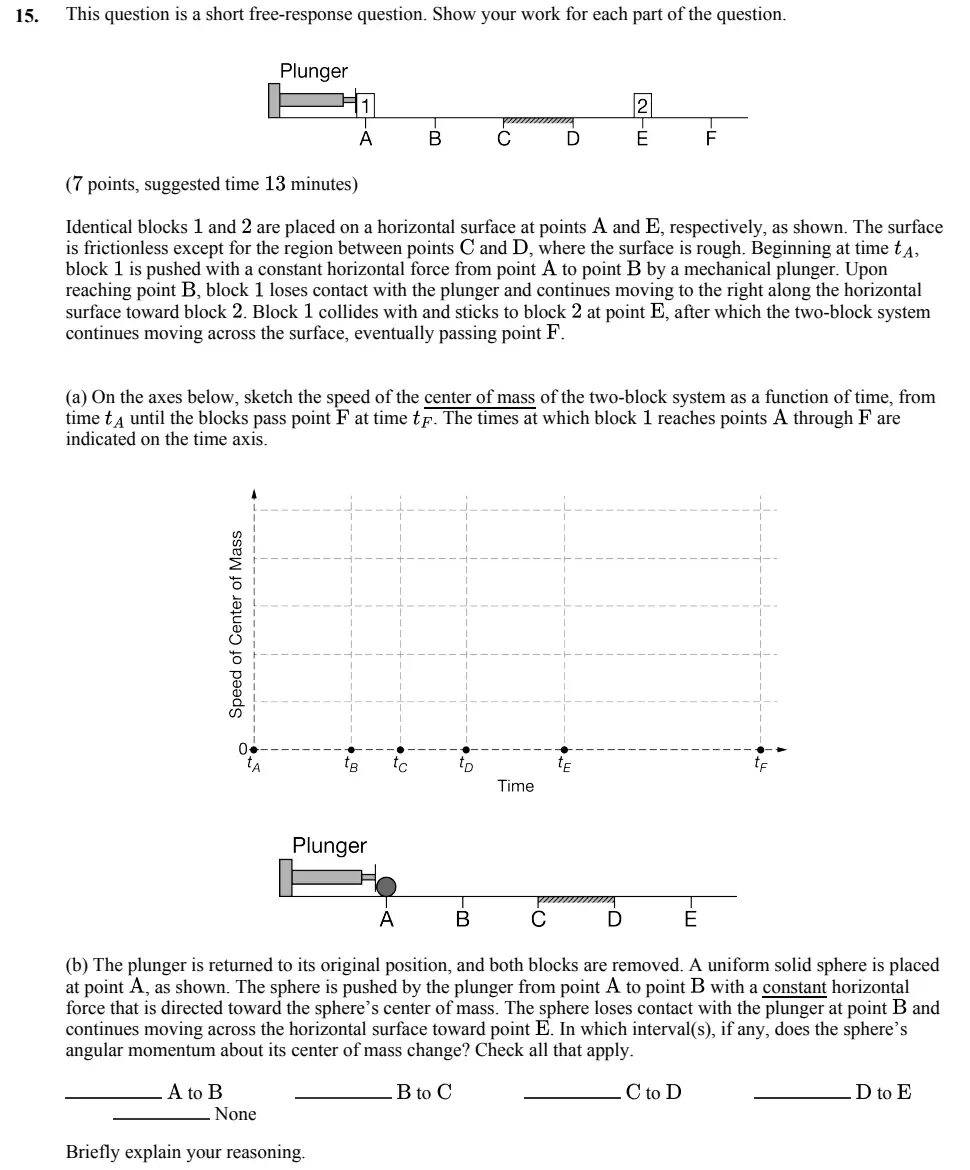 15. This question is a short free-response question. Show your work for each part of the question.
Plunger
1 2
A B C D E F
(7 points, suggested time 13 minutes)
Identical blocks 1 and 2 are placed on a horizontal surface at points A and E, respectively, as shown. The surface
is frictionless except for the region between points C and D, where the surface is rough. Beginning at time t_A,
block 1 is pushed with a constant horizontal force from point A to point B by a mechanical plunger. Upon
reaching point B, block 1 loses contact with the plunger and continues moving to the right along the horizontal
surface toward block 2. Block 1 collides with and sticks to block 2 at point E, after which the two-block system
continues moving across the surface, eventually passing point F.
(a) On the axes below, sketch the speed of the center of mass of the two-block system as a function of time, from
time t_A until the blocks pass point F at time t_F. The times at which block 1 reaches points A through F are
indicated on the time axis.
Speed of Center of Mass
0
t_A t_B t_C t_D t_E t_F
Time
Plunger
A B C D E
(b) The plunger is returned to its original position, and both blocks are removed. A uniform solid sphere is placed
at point A, as shown. The sphere is pushed by the plunger from point A to point B with a constant horizontal
force that is directed toward the sphere's center of mass. The sphere loses contact with the plunger at point B and
continues moving across the horizontal surface toward point E. In which interval(s), if any, does the sphere's
angular momentum about its center of mass change? Check all that apply.
________ A to B ________ B to C ________ C to D ________ D to E
________ None
Briefly explain your reasoning.